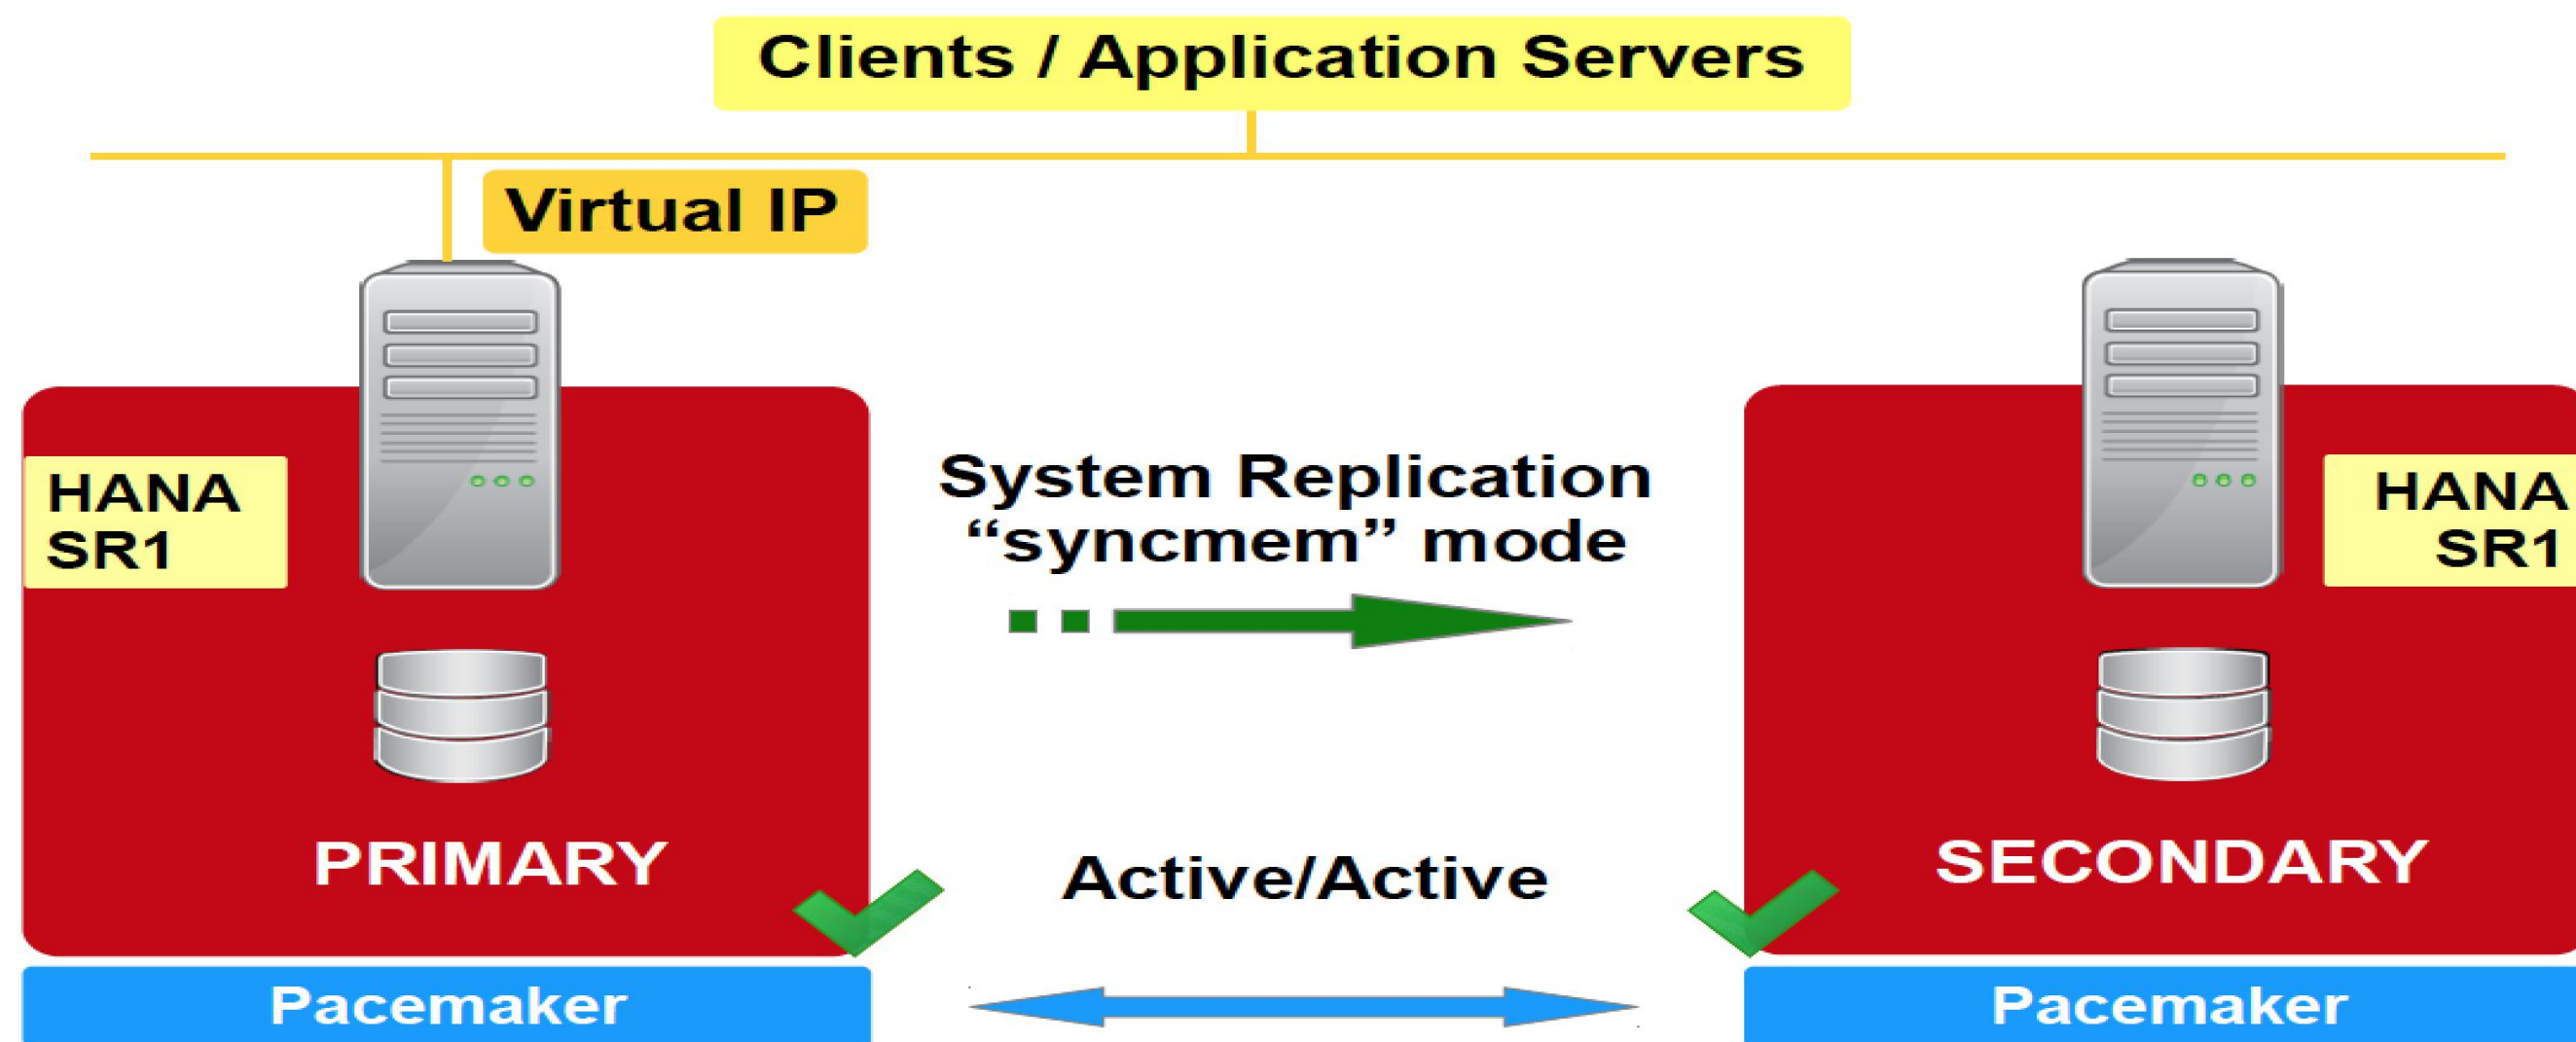 Clients / Application Servers
Virtual IP
HANA
SR1
System Replication
“syncmem” mode
HANA
SR1
PRIMARY
Active/Active
SECONDARY
Pacemaker
Pacemaker